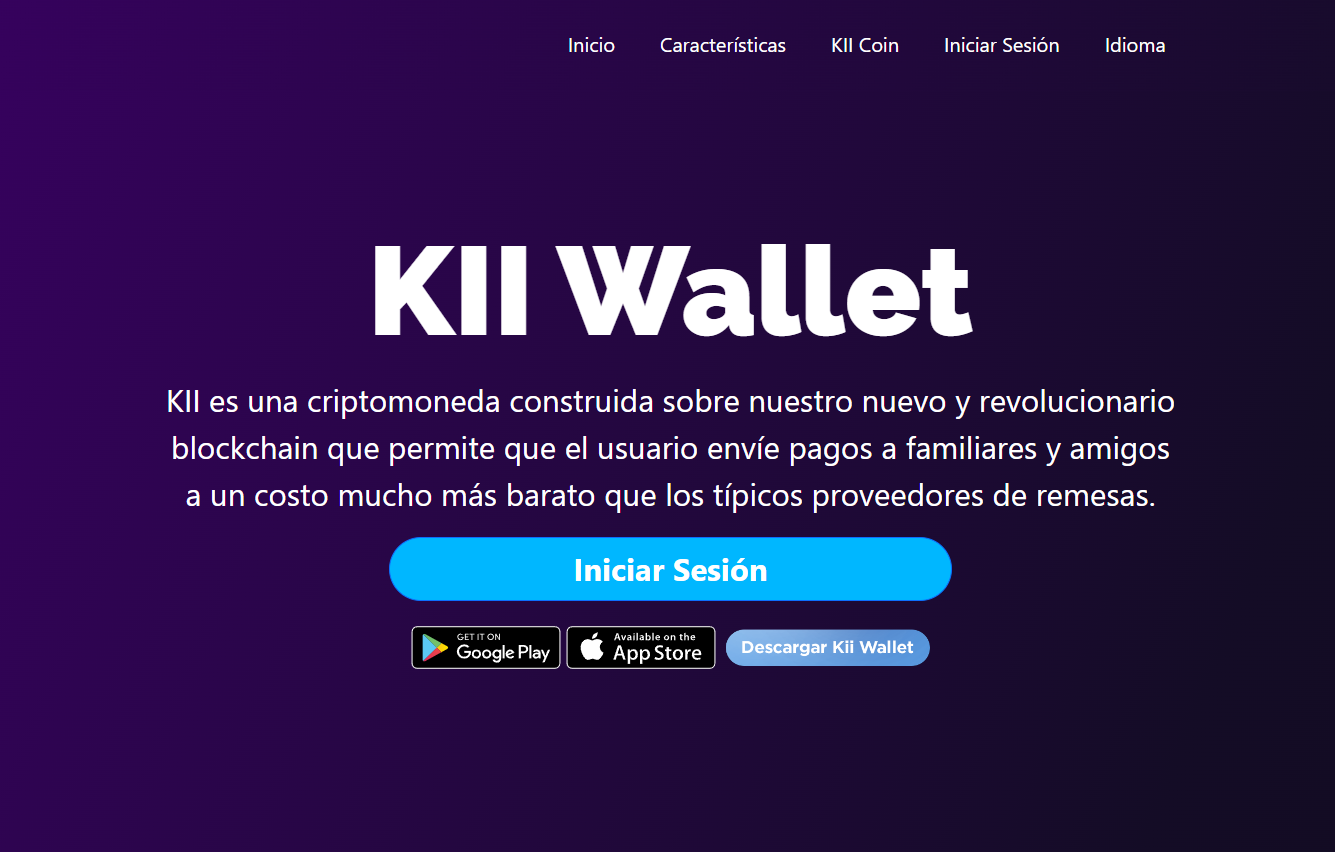 Inicio Características KII Coin Iniciar Sesión Idioma
KII Wallet
KII es una criptomoneda construida sobre nuestro nuevo y revolucionario
blockchain que permite que el usuario envíe pagos a familiares y amigos
a un costo mucho más barato que los típicos proveedores de remesas.
Iniciar Sesión
GET IT ON
Google Play
Available on the
App Store
Descargar Kii Wallet